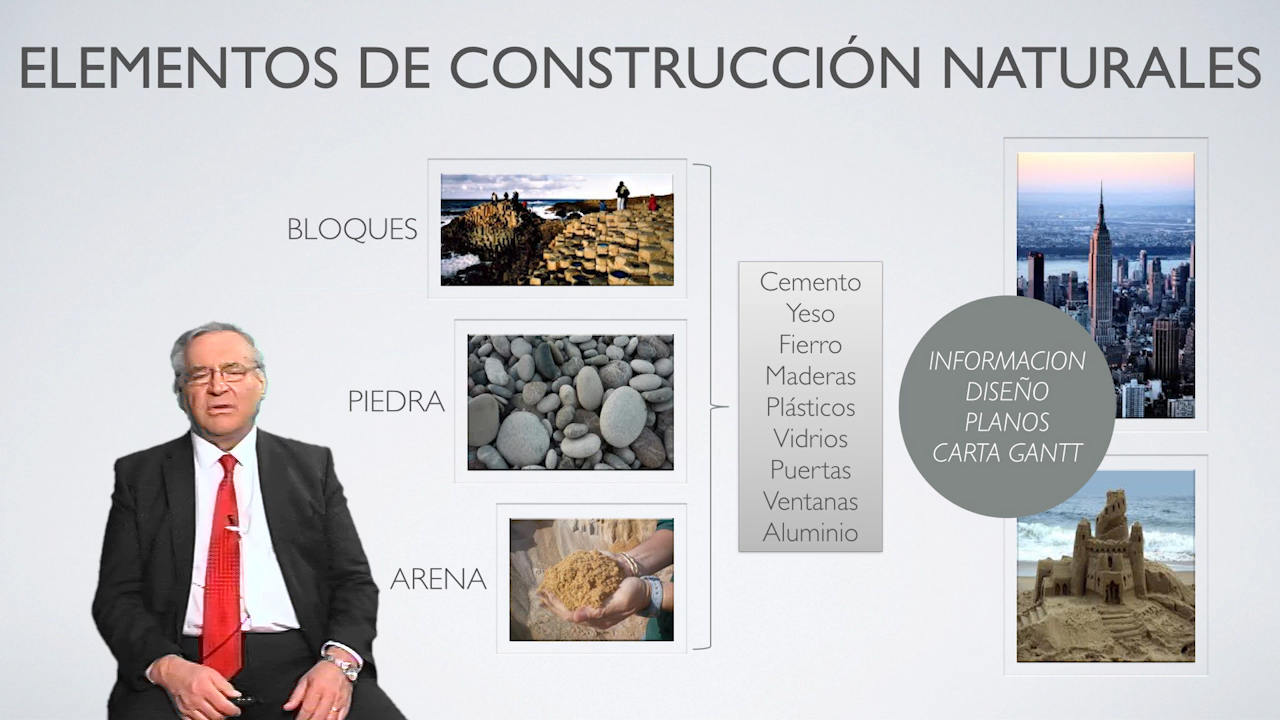 ELEMENTOS DE CONSTRUCCIÓN NATURALES
BLOQUES
PIEDRA
ARENA
Cemento
Yeso
Fierro
Maderas
Plásticos
Vidrios
Puertas
Ventanas
Aluminio
INFORMACION
DISEÑO
PLANOS
CARTA GANTT